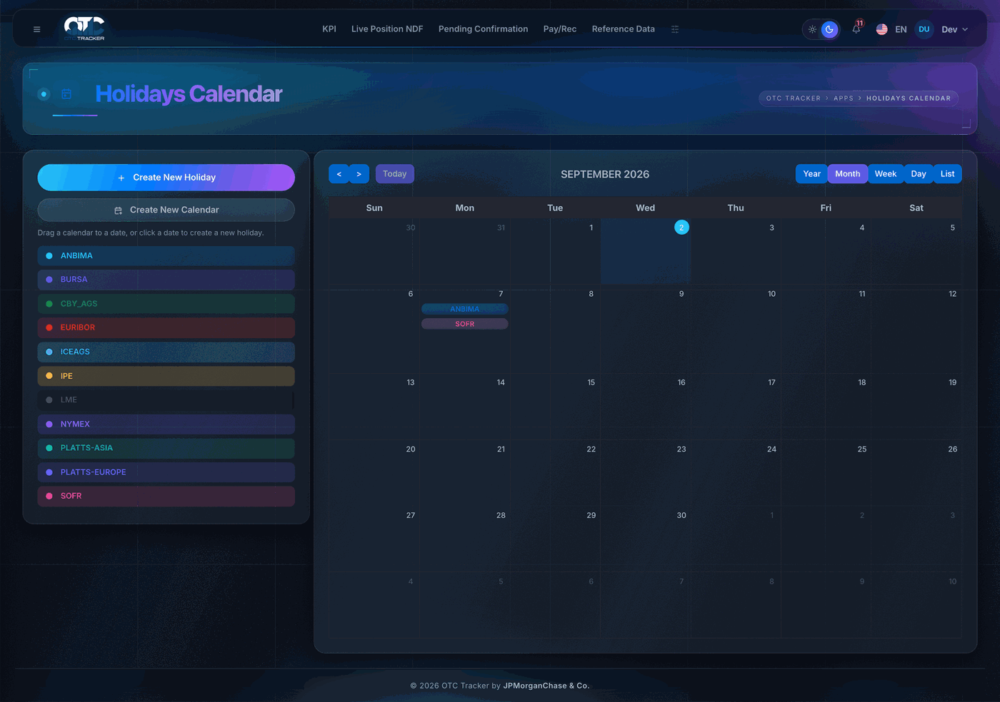 OTC
TRACKER
KPI
Live Position NDF
Pending Confirmation
Pay/Rec
Reference Data
11
EN
DU
Dev
Holidays Calendar
OTC TRACKER > APPS > HOLIDAYS CALENDAR
+ Create New Holiday
Create New Calendar
Drag a calendar to a date, or click a date to create a new holiday.
ANBIMA
BURSA
CBY_AGS
EURIBOR
ICEAGS
IPE
LME
NYMEX
PLATTS-ASIA
PLATTS-EUROPE
SOFR
< > Today
SEPTEMBER 2026
Year Month Week Day List
Sun Mon Tue Wed Thu Fri Sat
30 31 1 2 3 4 5
6 7 8 9 10 11 12
ANBIMA
SOFR
13 14 15 16 17 18 19
20 21 22 23 24 25 26
27 28 29 30 1 2 3
4 5 6 7 8 9 10
© 2026 OTC Tracker by JPMorganChase & Co.